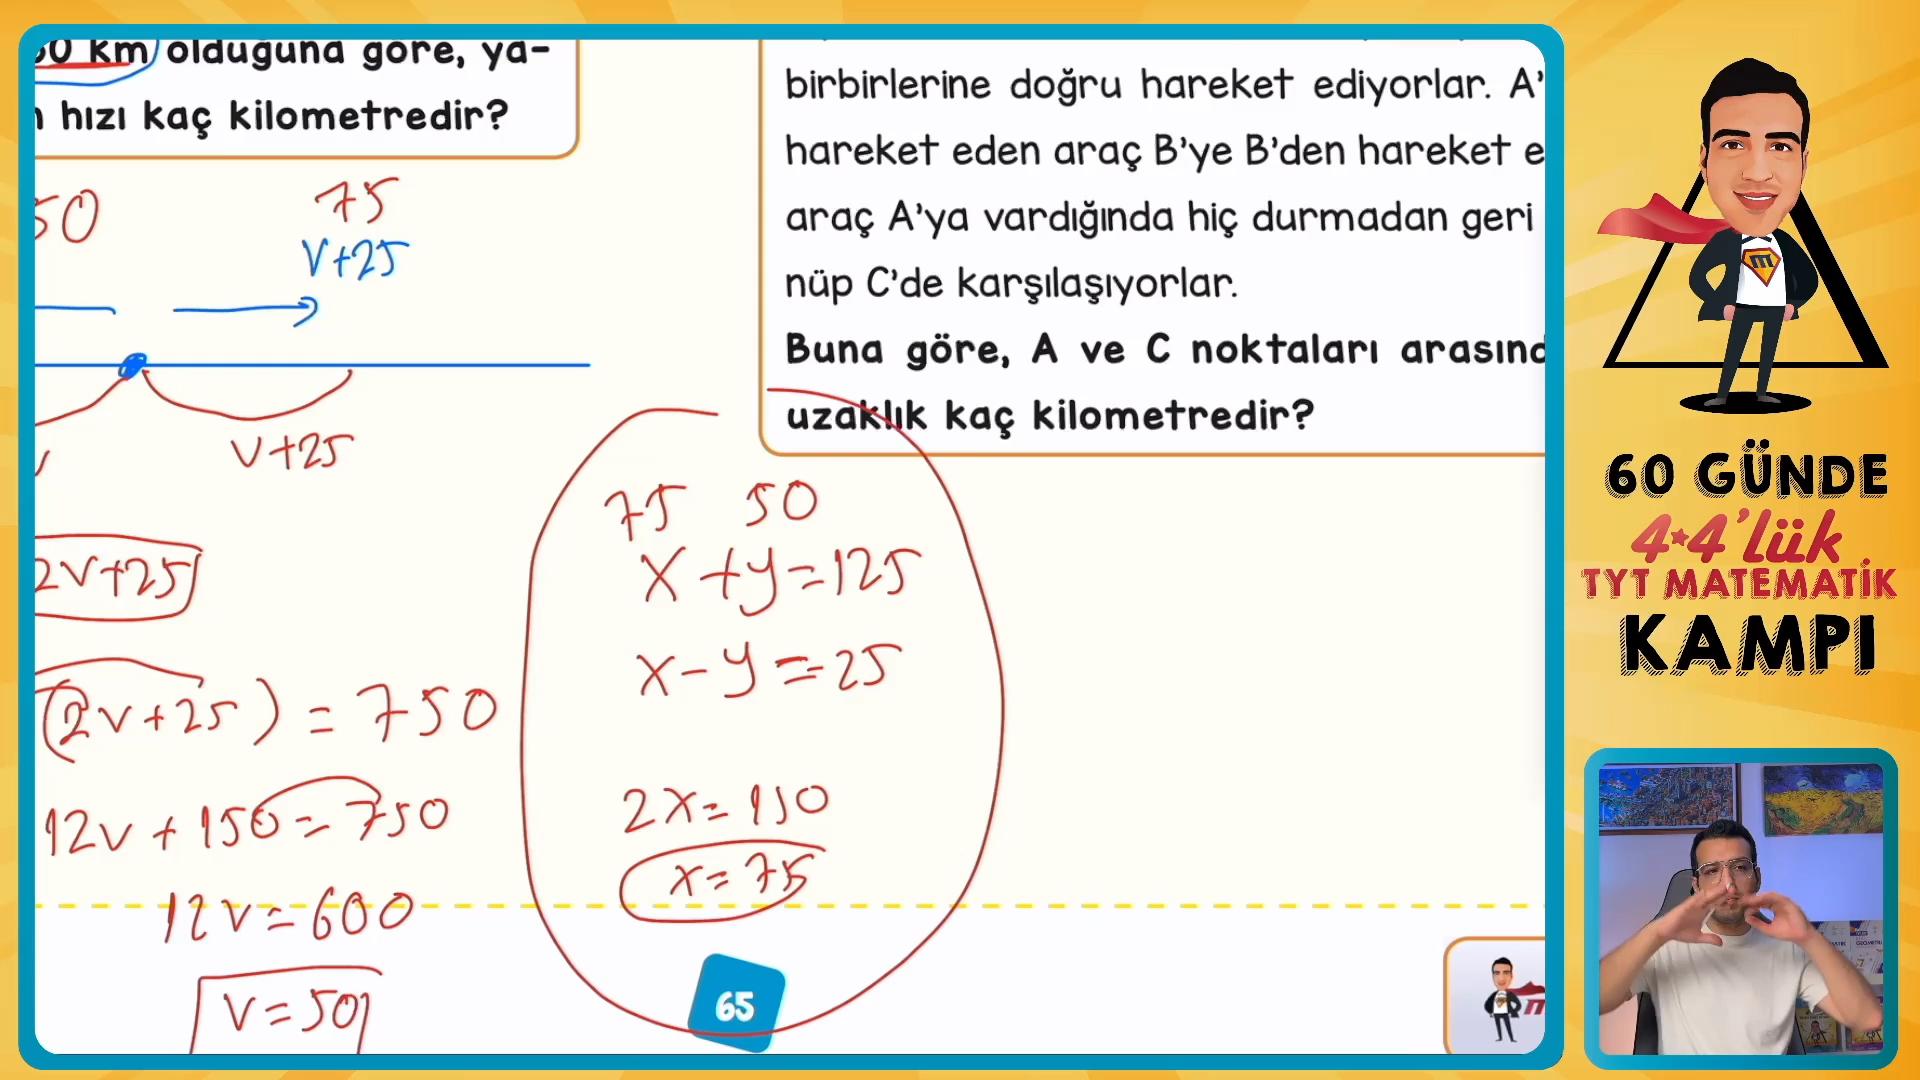 50 km olduğuna göre, ya-
n hızı kaç kilometredir?
50
75
V+25
V+25
2V+25
(2V+25) = 750
12V + 150 = 750
12V = 600
V = 50
birbirlerine doğru hareket ediyorlar. A'
hareket eden araç B'ye B'den hareket e
araç A'ya vardığında hiç durmadan geri
nüp C'de karşılaşıyorlar.
Buna göre, A ve C noktaları arasınd
uzaklık kaç kilometredir?
75 50
x + y = 125
x - y = 25
2x = 150
x = 75
65
60 GÜNDE
4*4'lük
TYT MATEMATİK
KAMPI